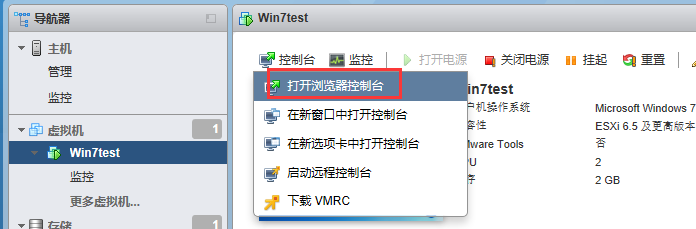 导航器
主机
管理
监控
虚拟机
1
Win7test
监控
更多虚拟机...
存储
1
Win7test
控制台
监控
打开电源
关闭电源
挂起
重置
打开浏览器控制台
在新窗口中打开控制台
在新选项卡中打开控制台
启动远程控制台
下载 VMRC
in7test
机操作系统
Microsoft Windows 7
容性
ESXi 6.5 及更高版本
ware Tools
PU
2
2 GB